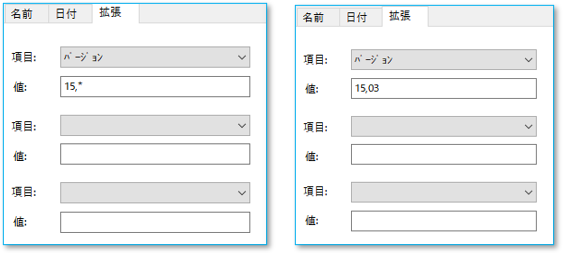 名前 日付 拡張
項目: ﾊﾞｰｼﾞｮﾝ
値: 15,*
項目:
値:
項目:
値:
名前 日付 拡張
項目: ﾊﾞｰｼﾞｮﾝ
値: 15,03
項目:
値:
項目:
値: